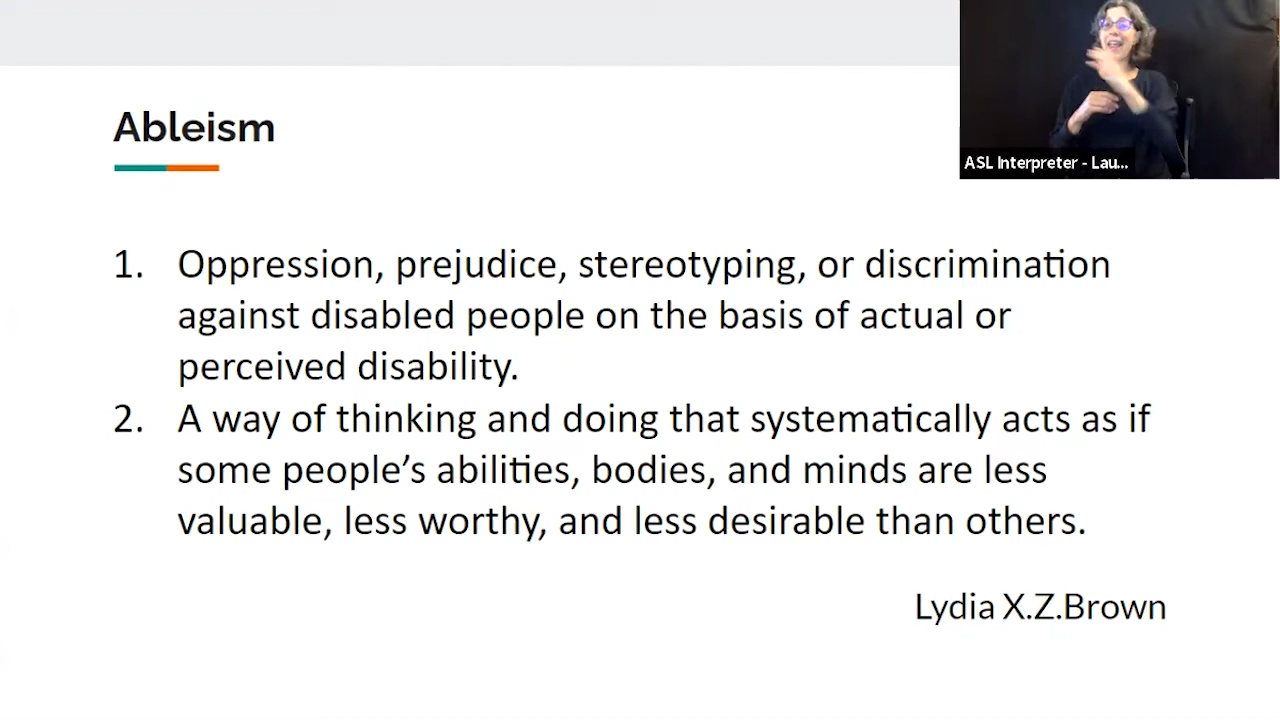 Ableism
ASL Interpreter - Lau...
1. Oppression, prejudice, stereotyping, or discrimination
against disabled people on the basis of actual or
perceived disability.
2. A way of thinking and doing that systematically acts as if
some people’s abilities, bodies, and minds are less
valuable, less worthy, and less desirable than others.
Lydia X.Z.Brown